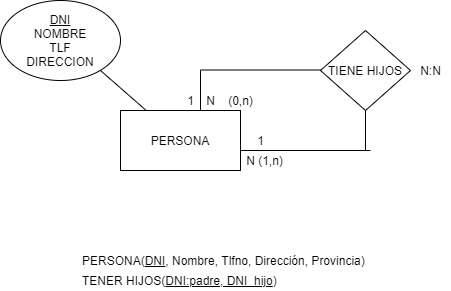 DNI
NOMBRE
TLF
DIRECCION
TIENE HIJOS
N:N
1 N (0,n)
PERSONA
1
N (1,n)
PERSONA(DNI, Nombre, Tlfno, Dirección, Provincia)
TENER HIJOS(DNI:padre, DNI_hijo)